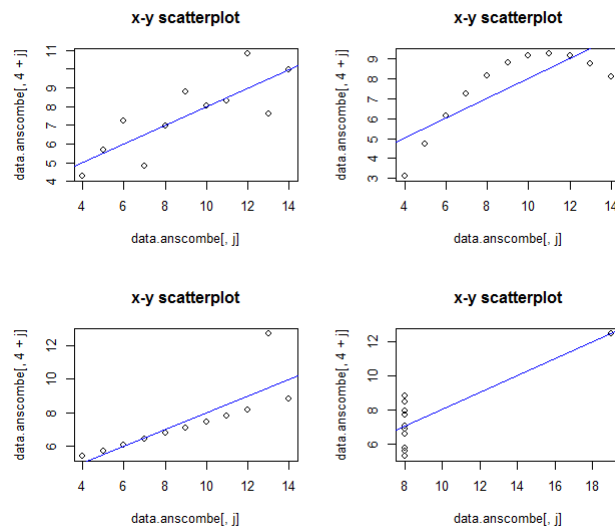 x-y scatterplot
data.anscombe[, 4 + j]
11
10
9
8
7
6
5
4
4 6 8 10 12 14
data.anscombe[, j]
x-y scatterplot
data.anscombe[, 4 + j]
9
8
7
6
5
4
3
4 6 8 10 12 14
data.anscombe[, j]
x-y scatterplot
data.anscombe[, 4 + j]
12
10
8
6
4 6 8 10 12 14
data.anscombe[, j]
x-y scatterplot
data.anscombe[, 4 + j]
12
10
8
6
8 10 12 14 16 18
data.anscombe[, j]